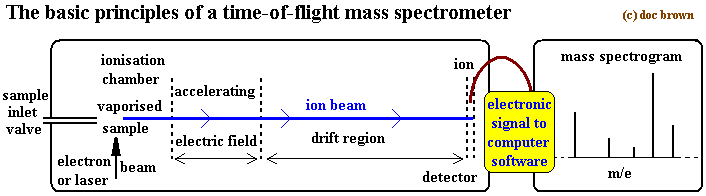 The basic principles of a time-of-flight mass spectrometer
(c) doc brown
sample
inlet
valve
ionisation
chamber
vaporised
sample
electron
or laser
beam
accelerating
electric field
ion beam
drift region
ion
detector
electronic
signal to
computer
software
mass spectrogram
m/e